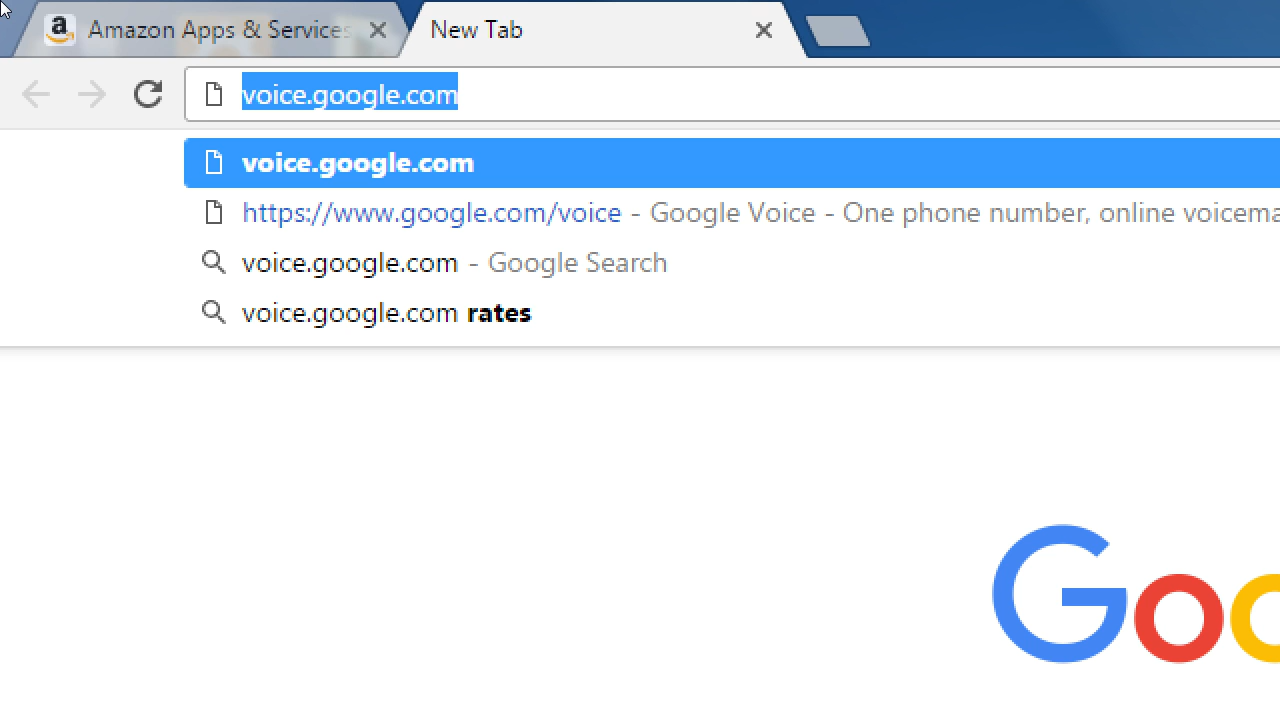 Amazon Apps & Services
New Tab
voice.google.com
voice.google.com
https://www.google.com/voice - Google Voice - One phone number, online voicema
voice.google.com - Google Search
voice.google.com rates
Goo